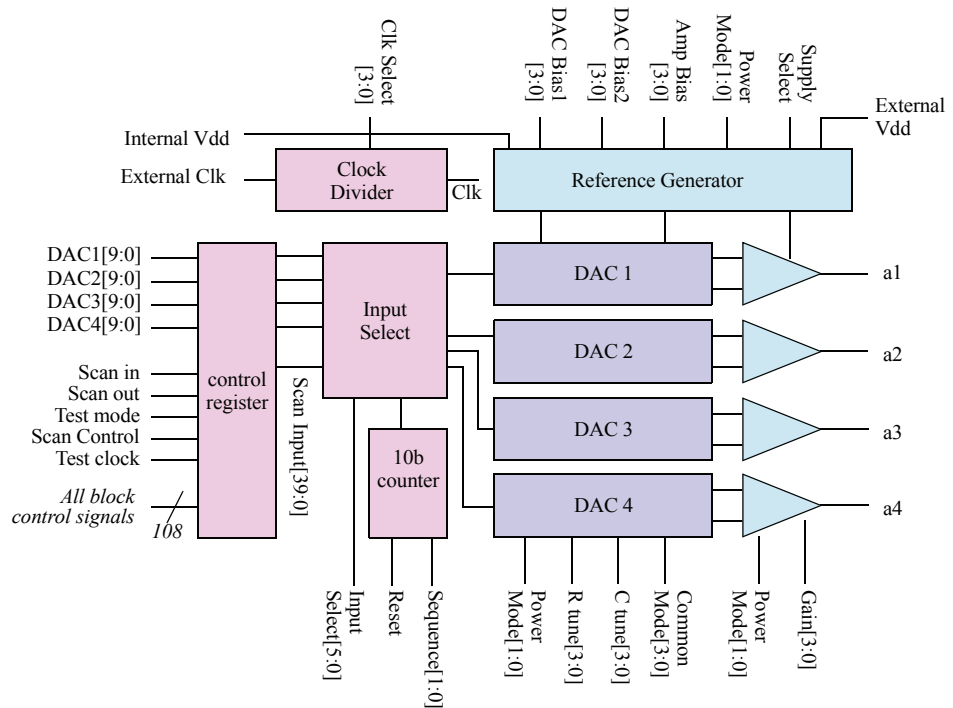 Clk Select
[3:0]
DAC Bias1
[3:0]
DAC Bias2
[3:0]
Amp Bias
[3:0]
Power
Mode[1:0]
Supply
Select
External
Vdd
Internal Vdd
External Clk
Clock
Divider
Clk
Reference Generator
DAC1[9:0]
DAC2[9:0]
DAC3[9:0]
DAC4[9:0]
Scan in
Scan out
Test mode
Scan Control
Test clock
All block
control signals
108
control
register
Scan Input[39:0]
Input
Select
10b
counter
DAC 1
DAC 2
DAC 3
DAC 4
a1
a2
a3
a4
Input
Select[5:0]
Reset
Sequence[1:0]
Power
Mode[1:0]
R tune[3:0]
C tune[3:0]
Common
Mode[3:0]
Power
Mode[1:0]
Gain[3:0]